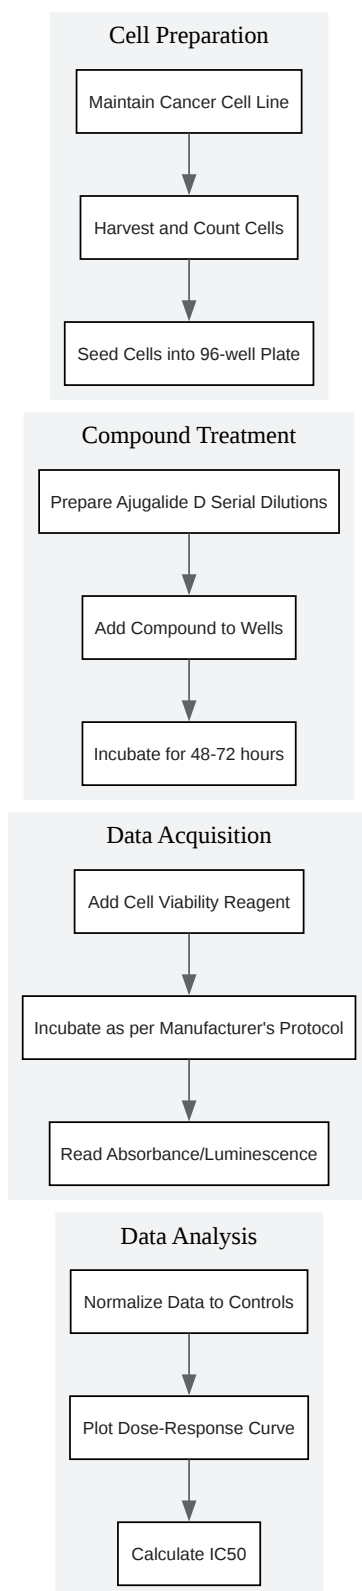 Cell Preparation
Maintain Cancer Cell Line
Harvest and Count Cells
Seed Cells into 96-well Plate
Compound Treatment
Prepare Ajugalide D Serial Dilutions
Add Compound to Wells
Incubate for 48-72 hours
Data Acquisition
Add Cell Viability Reagent
Incubate as per Manufacturer's Protocol
Read Absorbance/Luminescence
Data Analysis
Normalize Data to Controls
Plot Dose-Response Curve
Calculate IC50